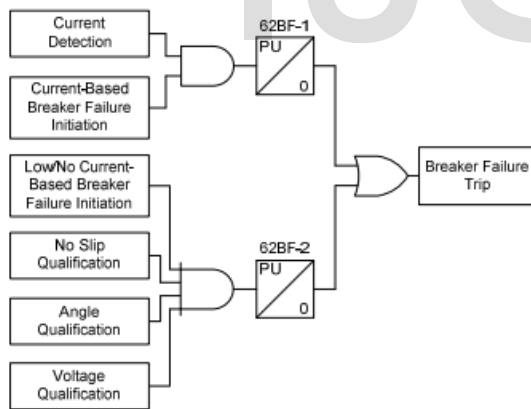 Current
Detection
Current-Based
Breaker Failure
Initiation
62BF-1
PU
0
Low/No Current-
Based Breaker
Failure Initiation
No Slip
Qualification
Angle
Qualification
Voltage
Qualification
62BF-2
PU
0
Breaker Failure
Trip